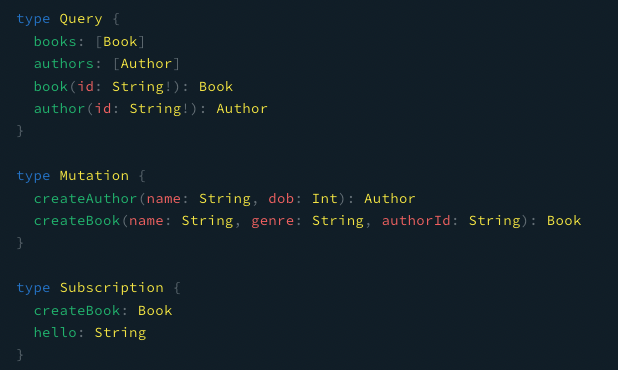 type Query {
  books: [Book]
  authors: [Author]
  book(id: String!): Book
  author(id: String!): Author
}

type Mutation {
  createAuthor(name: String, dob: Int): Author
  createBook(name: String, genre: String, authorId: String): Book
}

type Subscription {
  createBook: Book
  hello: String
}